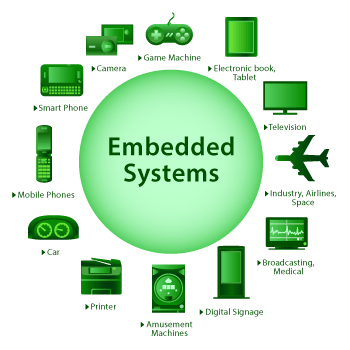 Game Machine
Camera
Electronic book,
Tablet
Smart Phone
Television
Embedded
Systems
Mobile Phones
Industry, Airlines,
Space
Car
Broadcasting,
Medical
Printer
Digital Signage
Amusement
Machines